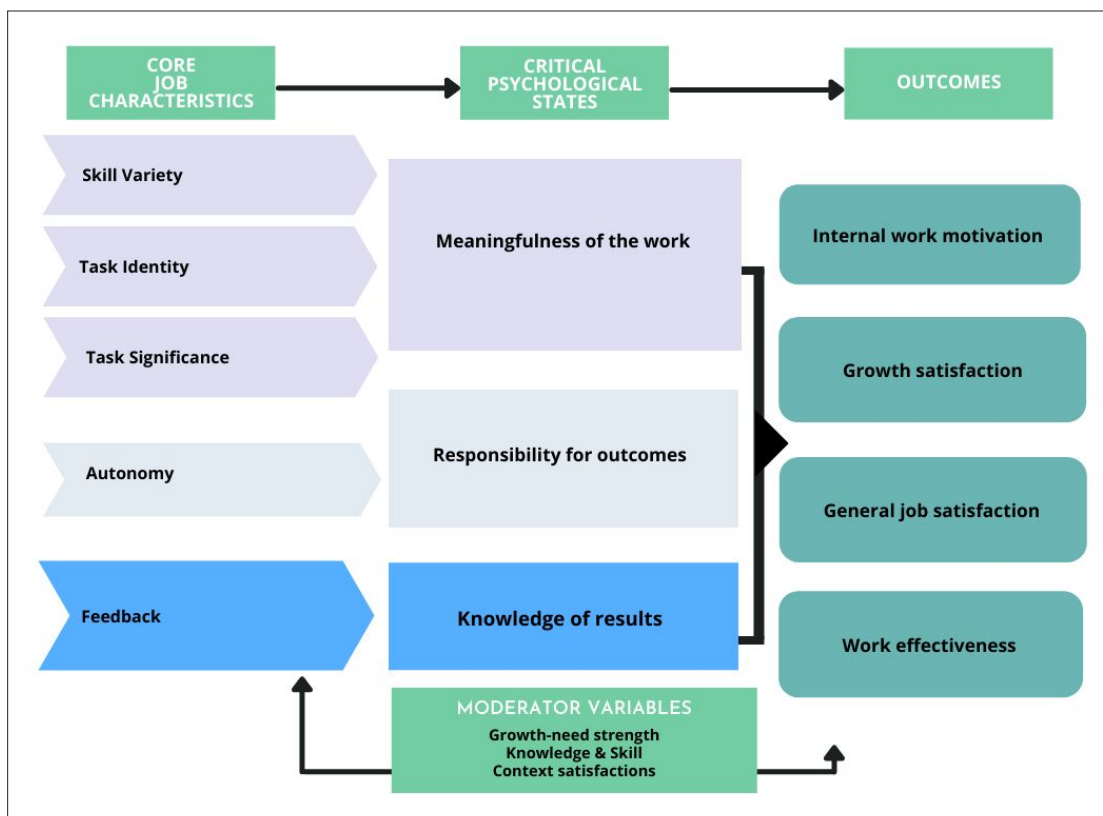 CORE
JOB
CHARACTERISTICS
CRITICAL
PSYCHOLOGICAL
STATES
OUTCOMES
Skill Variety
Task Identity
Task Significance
Autonomy
Feedback
Meaningfulness of the work
Responsibility for outcomes
Knowledge of results
Internal work motivation
Growth satisfaction
General job satisfaction
Work effectiveness
MODERATOR VARIABLES
Growth-need strength
Knowledge & Skill
Context satisfactions